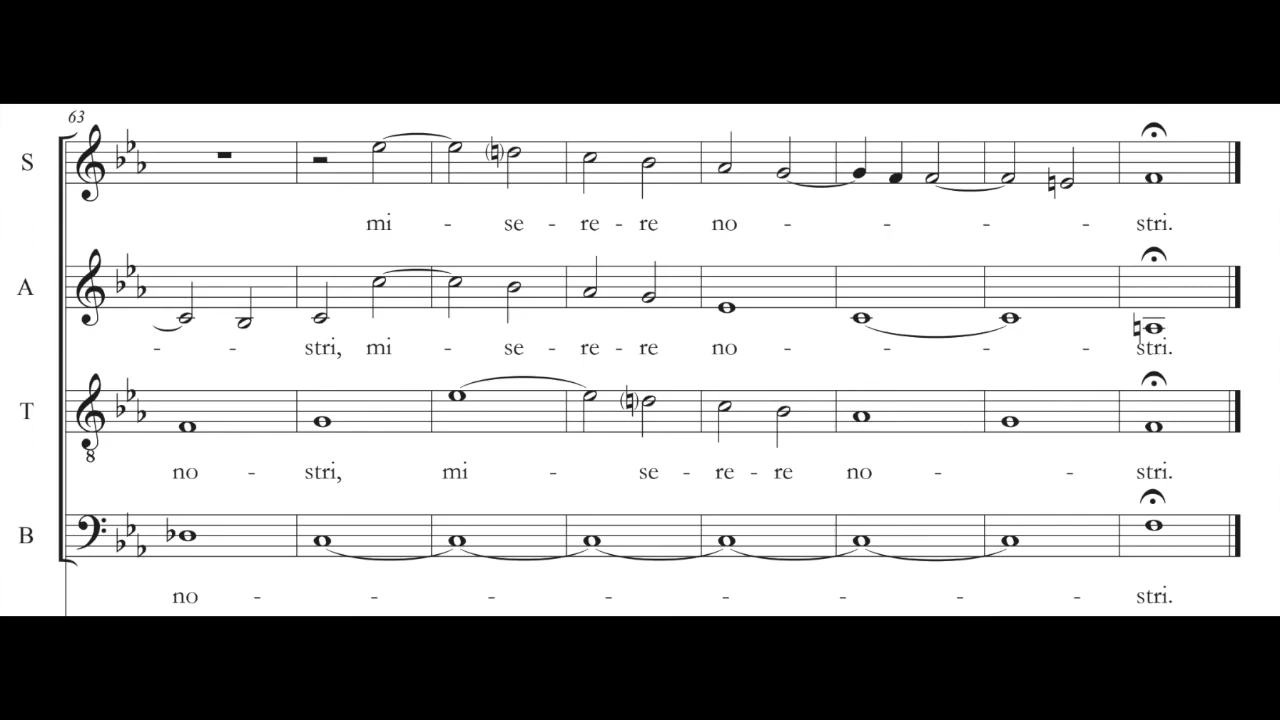 63
S
mi - se - re - re no - - - - stri.
A
- - stri, mi - se - re - re no - - - stri.
T
8
no - stri, mi - se - re - re no - - stri.
B
no - - - - - - - - stri.